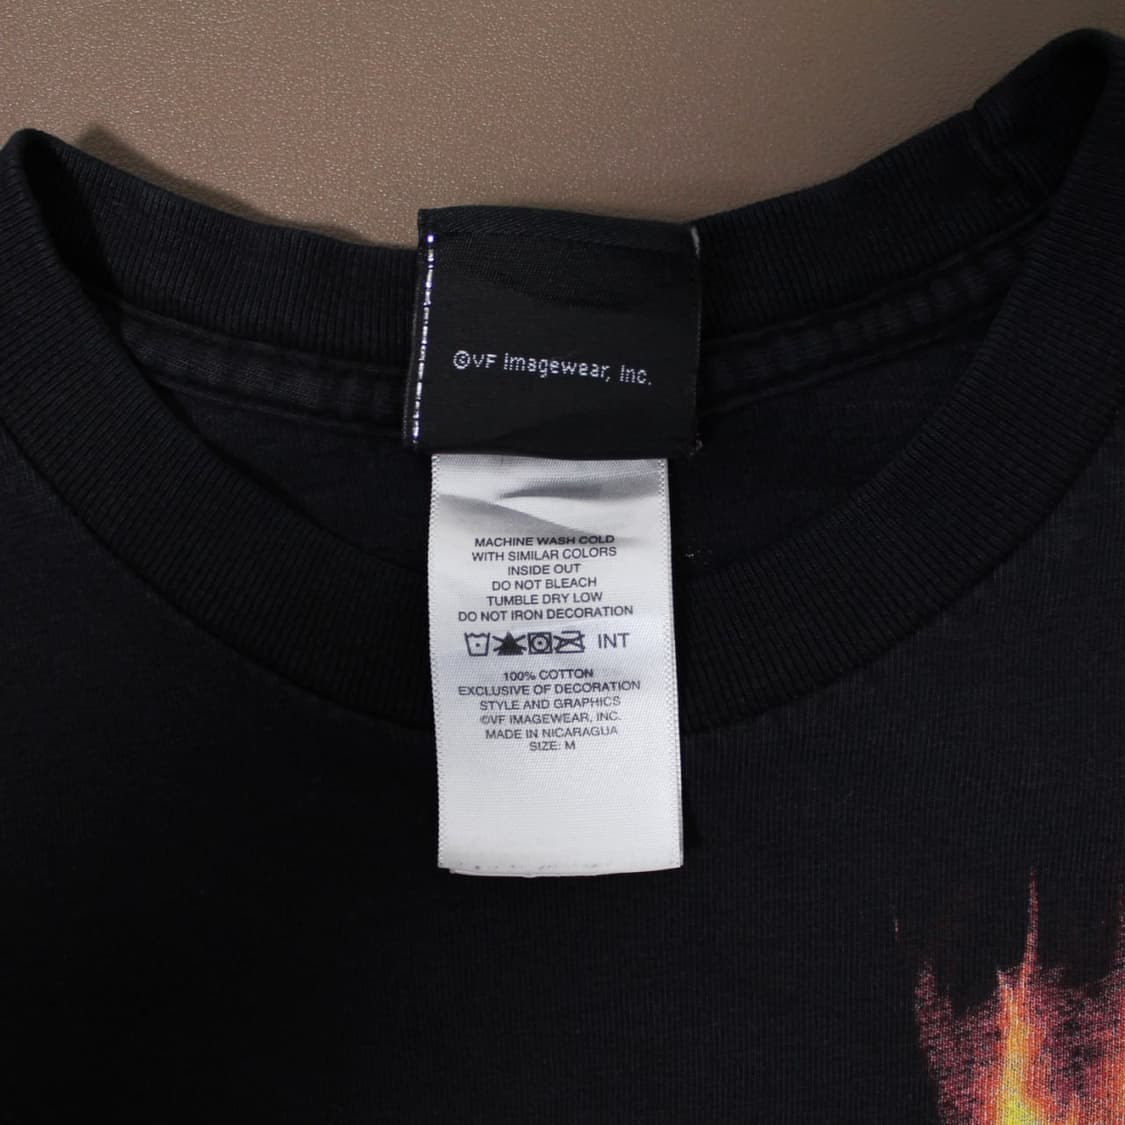 ©VF Imagewear, Inc.
MACHINE WASH COLD
WITH SIMILAR COLORS
INSIDE OUT
DO NOT BLEACH
TUMBLE DRY LOW
DO NOT IRON DECORATION
INT
100% COTTON
EXCLUSIVE OF DECORATION
STYLE AND GRAPHICS
©VF IMAGEWEAR, INC.
MADE IN NICARAGUA
SIZE: M